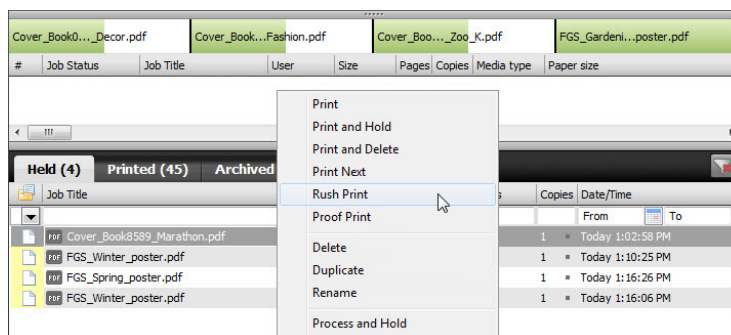 Cover_Book0..._Decor.pdf Cover_Book...Fashion.pdf Cover_Boo..._Zoo_K.pdf FGS_Gardeni...poster.pdf
# Job Status Job Title User Size Pages Copies Media type Paper size
Print
Print and Hold
Print and Delete
Held (4) Printed (45) Archived Print Next
Job Title Rush Print Copies Date/Time
Proof Print From To
Cover_Book8589_Marathon.pdf 1 Today 1:02:58 PM
FGS_Winter_poster.pdf Delete 1 Today 1:10:25 PM
FGS_Spring_poster.pdf Duplicate 1 Today 1:16:26 PM
FGS_Winter_poster.pdf Rename 1 Today 1:16:06 PM
Process and Hold